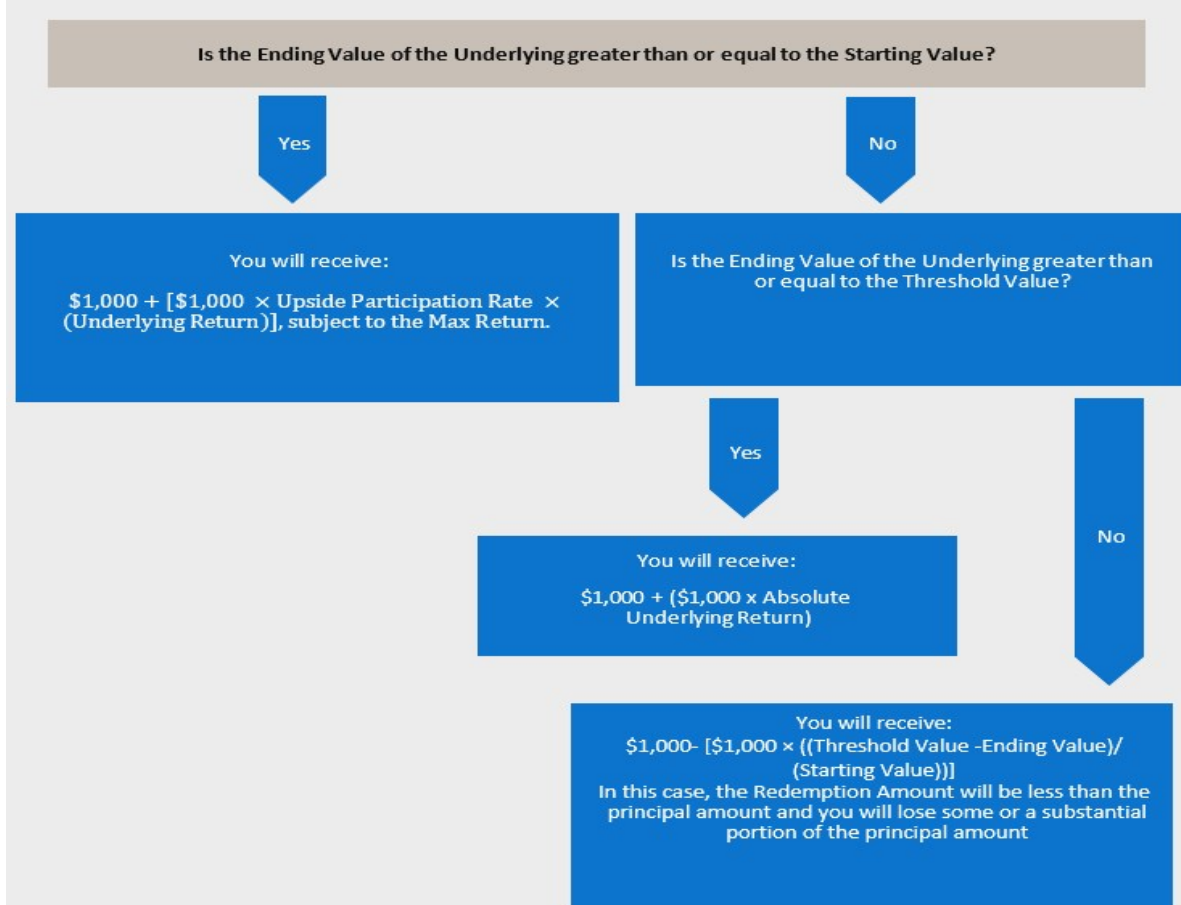 Is the Ending Value of the Underlying greater than or equal to the Starting Value?
Yes
No
You will receive:
$1,000 + [$1,000 × Upside Participation Rate ×
(Underlying Return)], subject to the Max Return.
Is the Ending Value of the Underlying greater than
or equal to the Threshold Value?
Yes
No
You will receive:
$1,000 + ($1,000 x Absolute
Underlying Return)
You will receive:
$1,000- [$1,000 × ((Threshold Value -Ending Value)/
(Starting Value))]
In this case, the Redemption Amount will be less than the
principal amount and you will lose some or a substantial
portion of the principal amount